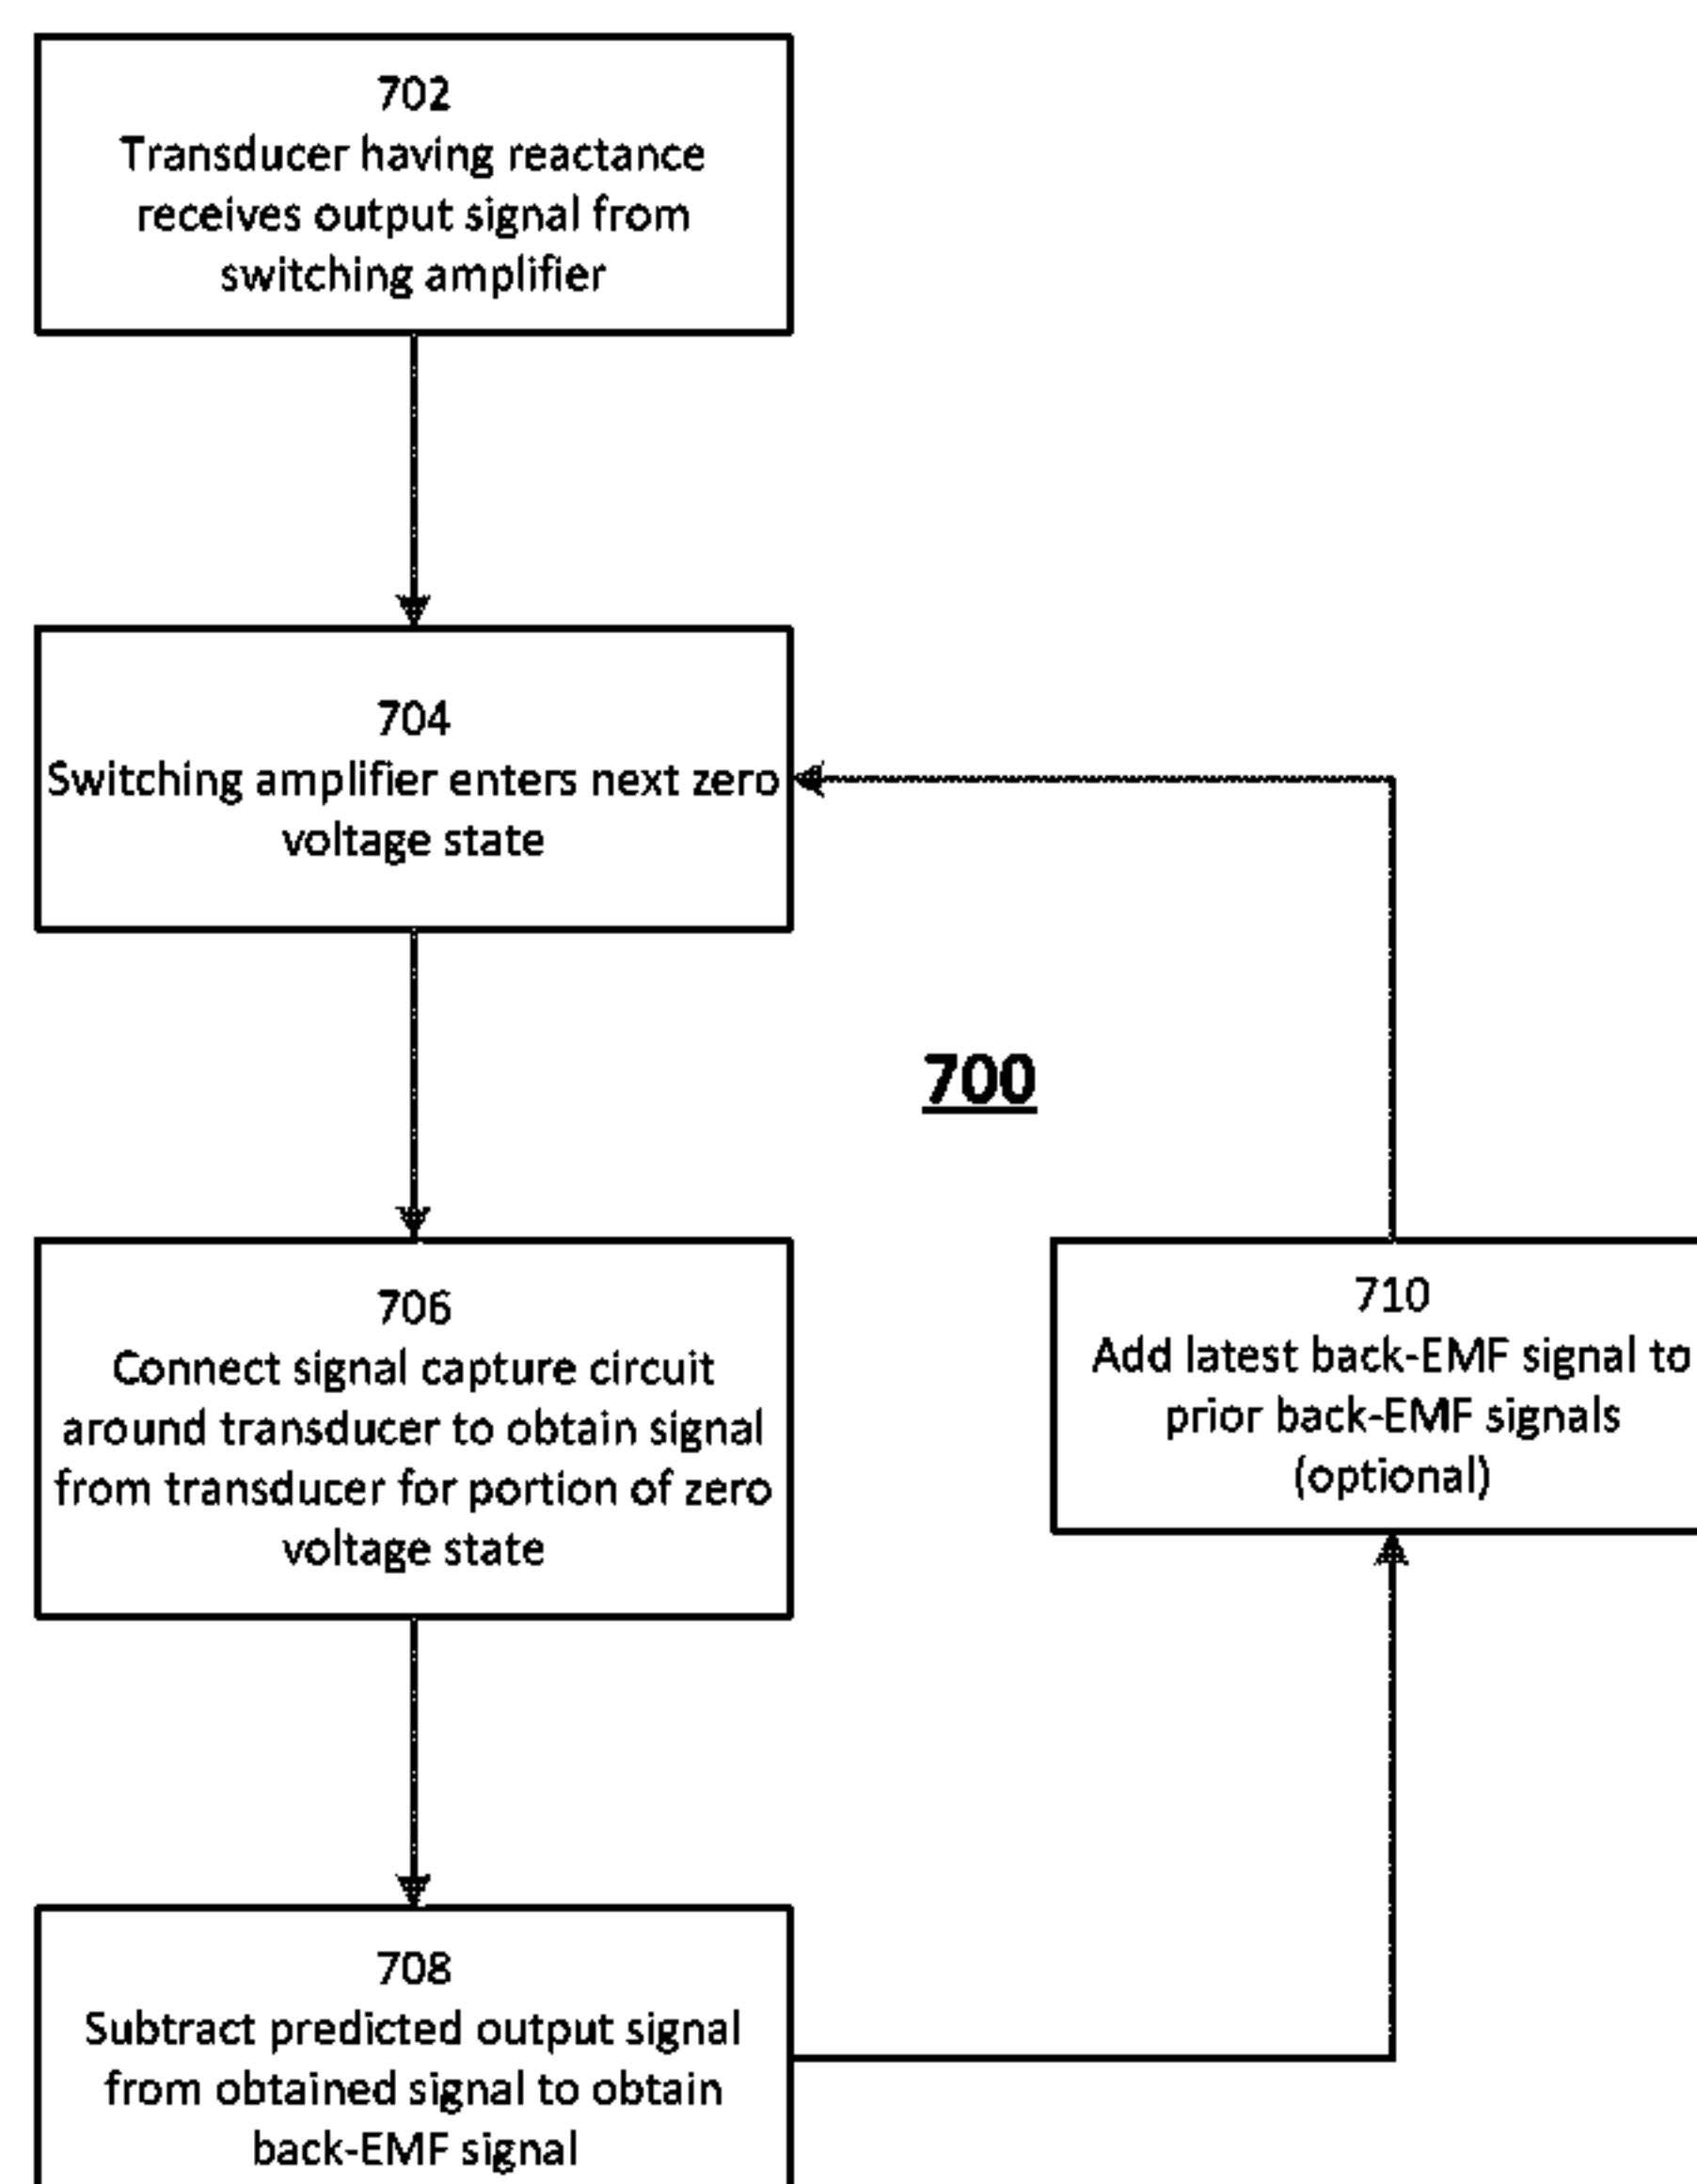 702
Transducer having reactance
receives output signal from
switching amplifier
704
Switching amplifier enters next zero
voltage state
700
706
Connect signal capture circuit
around transducer to obtain signal
from transducer for portion of zero
voltage state
710
Add latest back-EMF signal to
prior back-EMF signals
(optional)
708
Subtract predicted output signal
from obtained signal to obtain
back-EMF signal